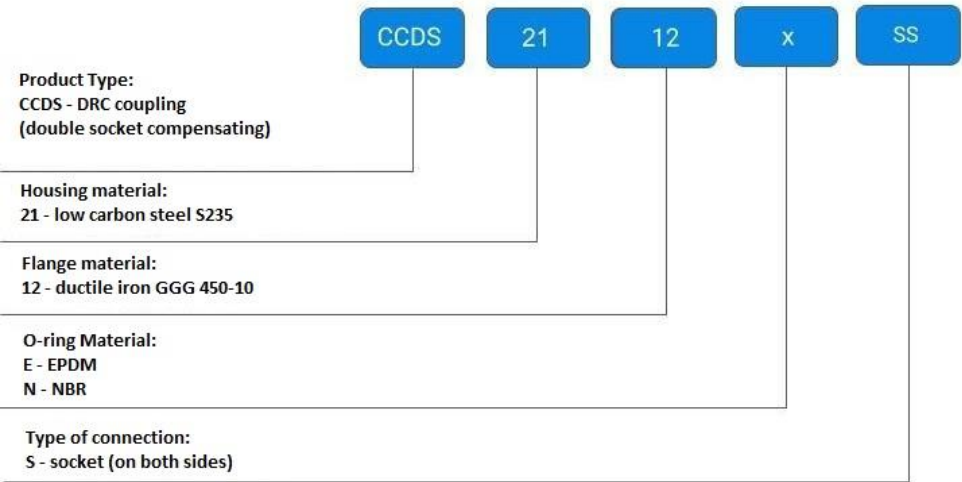 CCDS 21 12 x SS
Product Type:
CCDS - DRC coupling
(double socket compensating)
Housing material:
21 - low carbon steel S235
Flange material:
12 - ductile iron GGG 450-10
O-ring Material:
E - EPDM
N - NBR
Type of connection:
S - socket (on both sides)